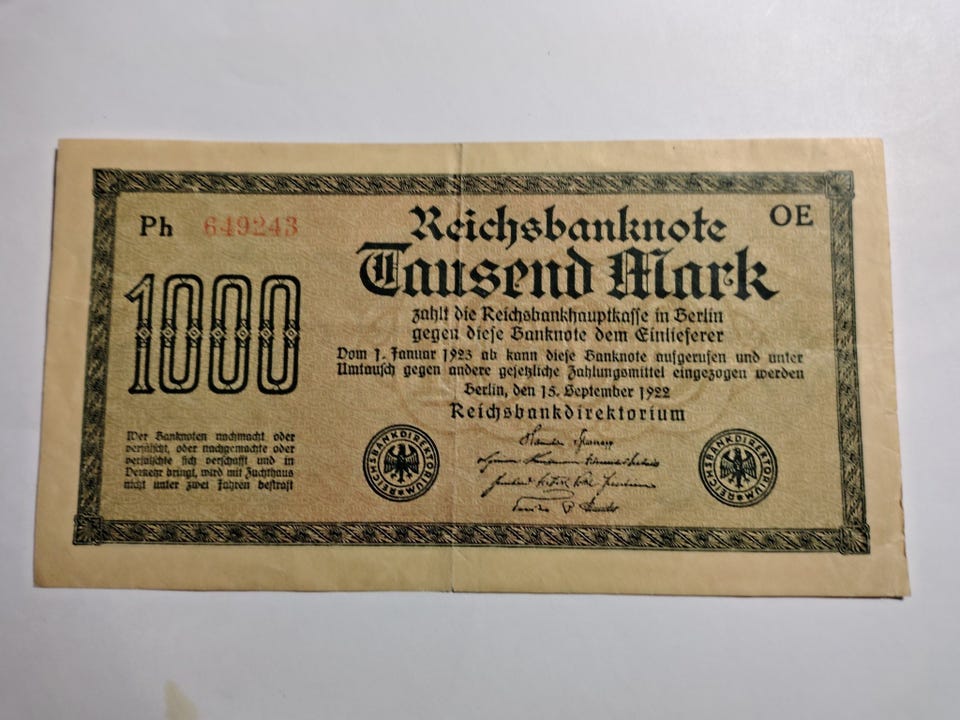 Ph 649243
OE
Reichsbanknote
Tausend Mark
1000
zahlt die Reichsbankhauptkasse in Berlin
gegen diese Banknote dem Einlieferer
Vom 1. Januar 1923 ab kann diese Banknote aufgerufen und unter
Umtausch gegen andere gesetzliche Zahlungsmittel eingezogen werden
Berlin, den 15. September 1922
Reichsbankdirektorium
Wer Banknoten nachmacht oder
verfälscht, oder nachgemachte oder
verfälschte sich verschafft und in
Verkehr bringt, wird mit Zuchthaus
nicht unter zwei Jahren bestraft
REICHSBANKDIREKTORIUM
REICHSBANKDIREKTORIUM